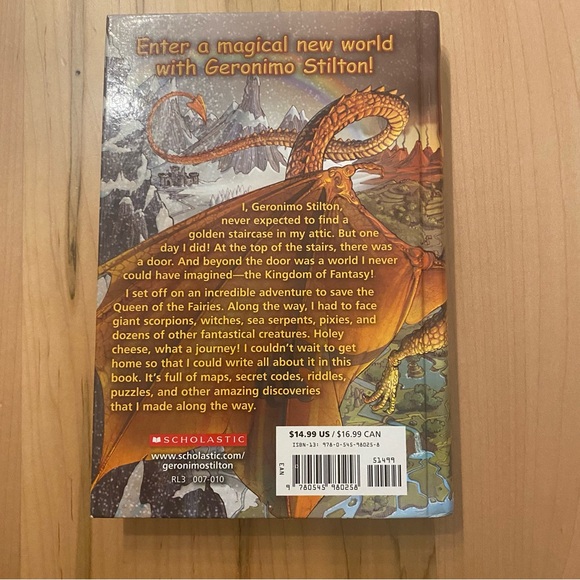 Enter a magical new world
with Geronimo Stilton!
I, Geronimo Stilton,
never expected to find a
golden staircase in my attic. But one
day I did! At the top of the stairs, there was
a door. And beyond the door was a world I never
could have imagined—the Kingdom of Fantasy!
I set off on an incredible adventure to save the
Queen of the Fairies. Along the way, I had to face
giant scorpions, witches, sea serpents, pixies, and
dozens of other fantastical creatures. Holey
cheese, what a journey! I couldn't wait to get
home so that I could write all about it in this
book. It's full of maps, secret codes, riddles,
puzzles, and other amazing discoveries
that I made along the way.
SCHOLASTIC
www.scholastic.com/
geronimostilton
RL3 007-010
$14.99 US / $16.99 CAN
ISBN-13: 978-0-545-98025-8
51499
EAN
9 780545 980258